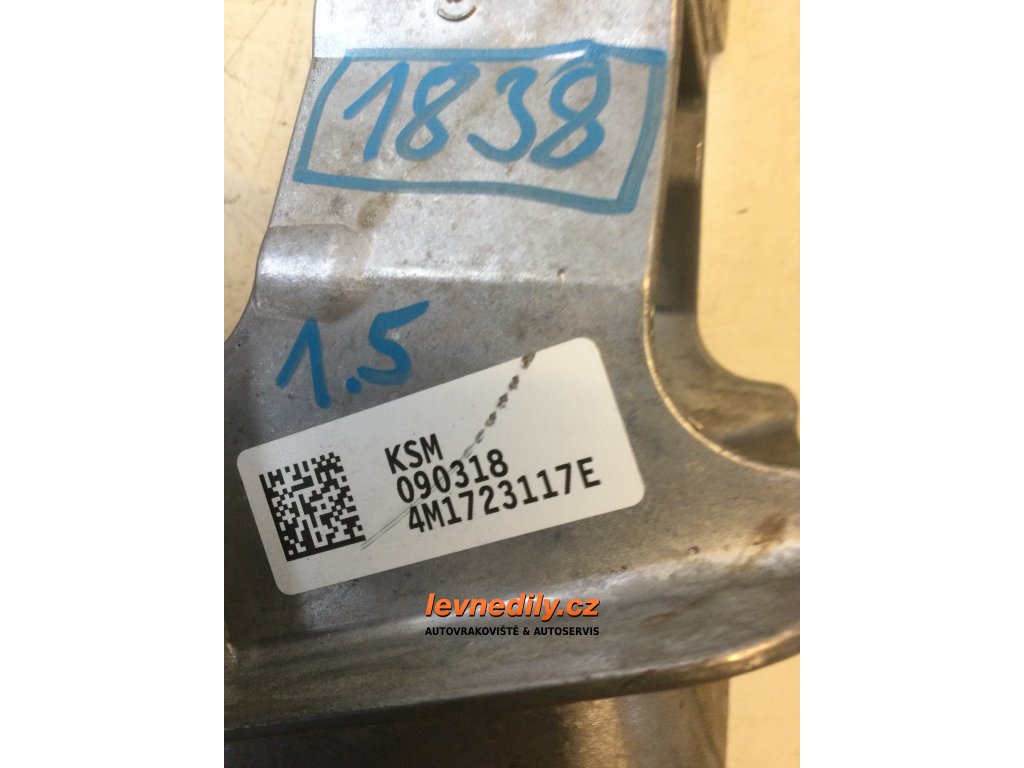 1838
1.5
KSM
090318
4M1723117E
levnedily.cz
AUTOVRAKOVIŠTĚ & AUTOSERVIS